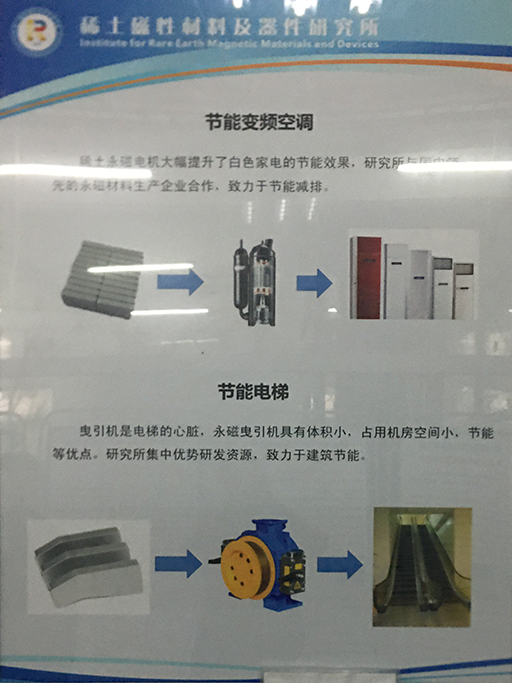 稀土磁性材料及器件研究所
Institute for Rare Earth Magnetic Materials and Devices
节能变频空调
稀土永磁电机大幅提升了白色家电的节能效果，研究所与国内领
先的永磁材料生产企业合作，致力于节能减排。
节能电梯
曳引机是电梯的心脏，永磁曳引机具有体积小，占用机房空间小，节能
等优点。研究所集中优势研发资源，致力于建筑节能。